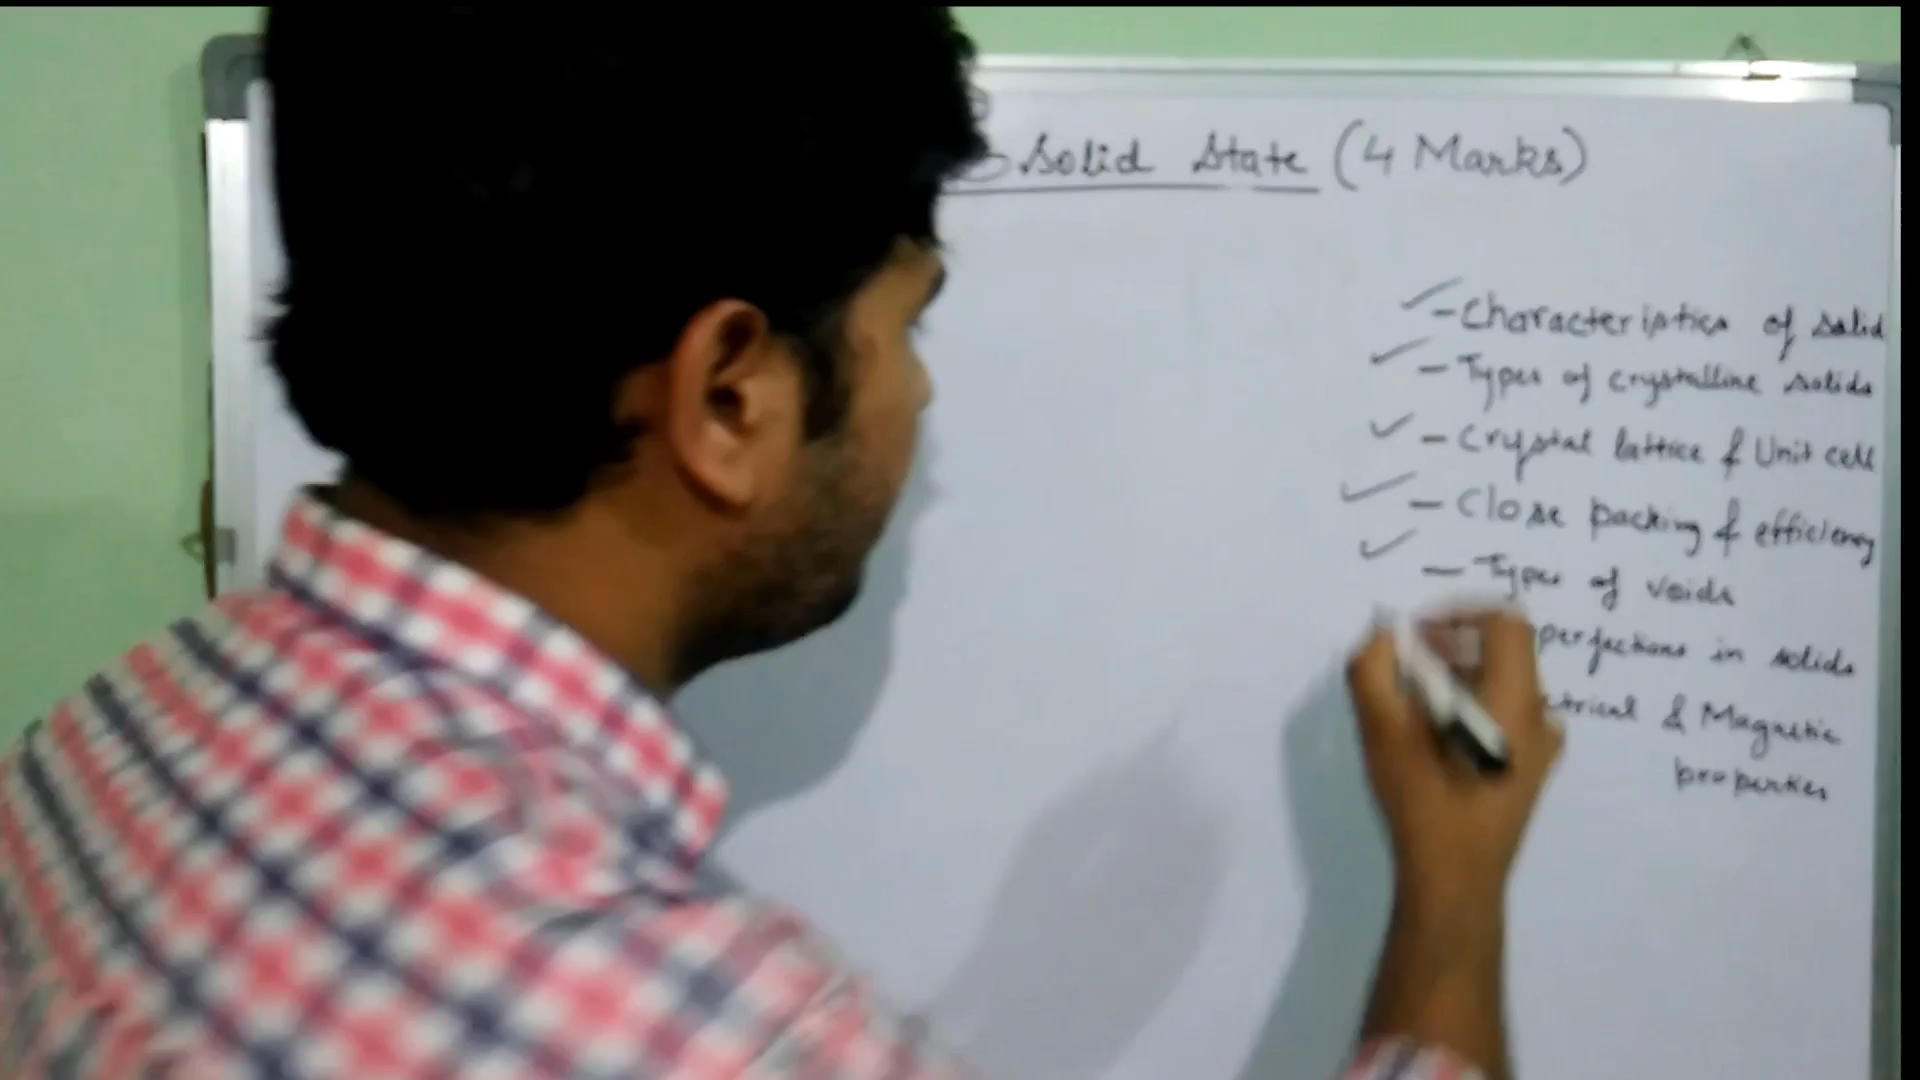 Solid State (4 Marks)
- Characteristics of solid
- Types of crystalline solids
- Crystal lattice & Unit cell
- Close packing & efficiency
- Types of voids
perfections in solids
trical & Magnetic
properties